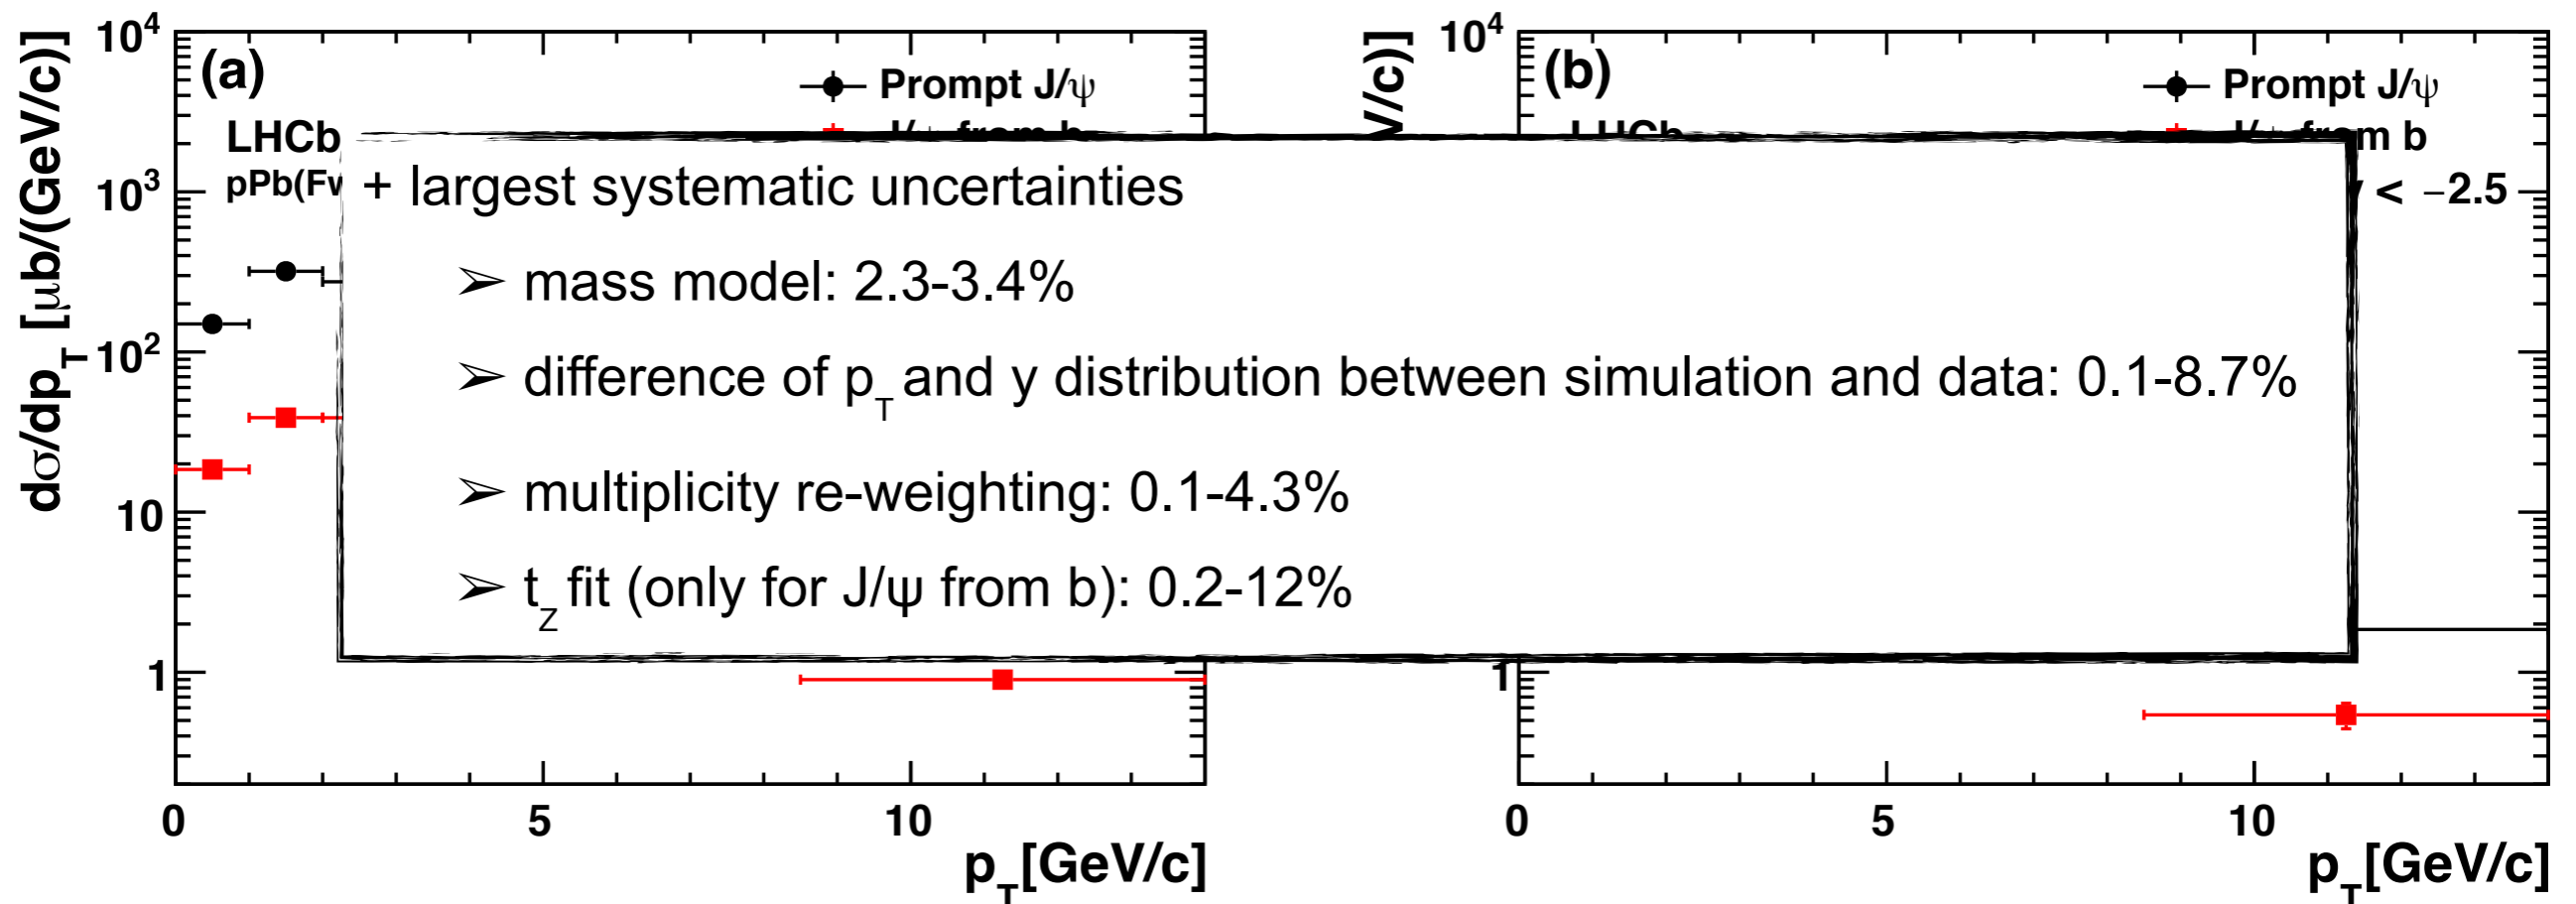 10⁴
(a)
Prompt J/ψ
LHCb
10³
dσ/dp_T [μb/(GeV/c)]
10²
10
1
0 5 10
p_T[GeV/c]
V/c)]
10⁴
(b)
Prompt J/ψ
m b
< −2.5
1
0 5 10
p_T[GeV/c]
+ largest systematic uncertainties
➢ mass model: 2.3-3.4%
➢ difference of p_T and y distribution between simulation and data: 0.1-8.7%
➢ multiplicity re-weighting: 0.1-4.3%
➢ t_Z fit (only for J/ψ from b): 0.2-12%